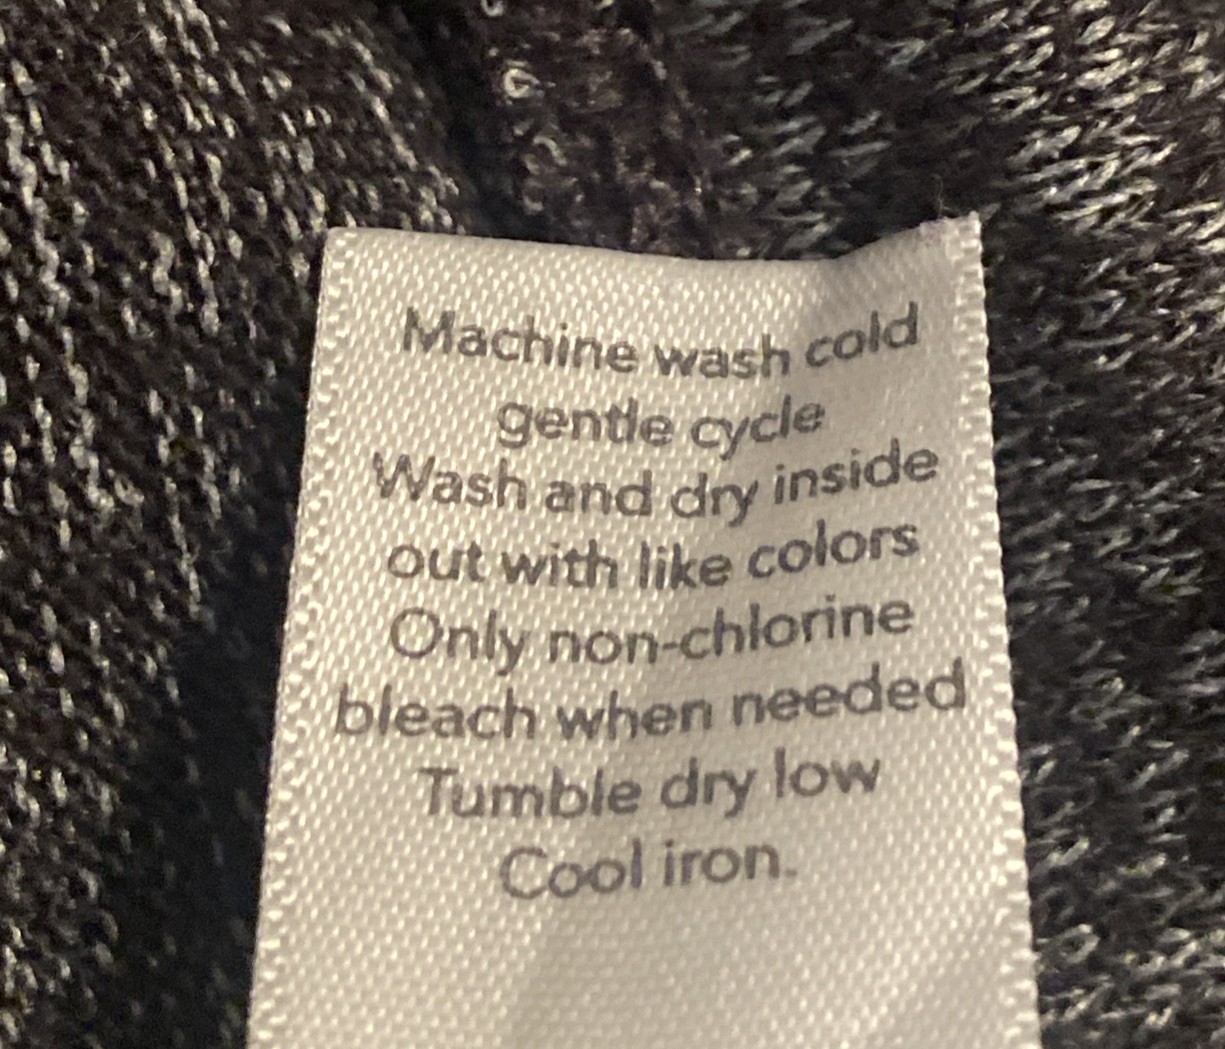 Machine wash cold
gentle cycle
Wash and dry inside
out with like colors
Only non-chlorine
bleach when needed
Tumble dry low
Cool iron.